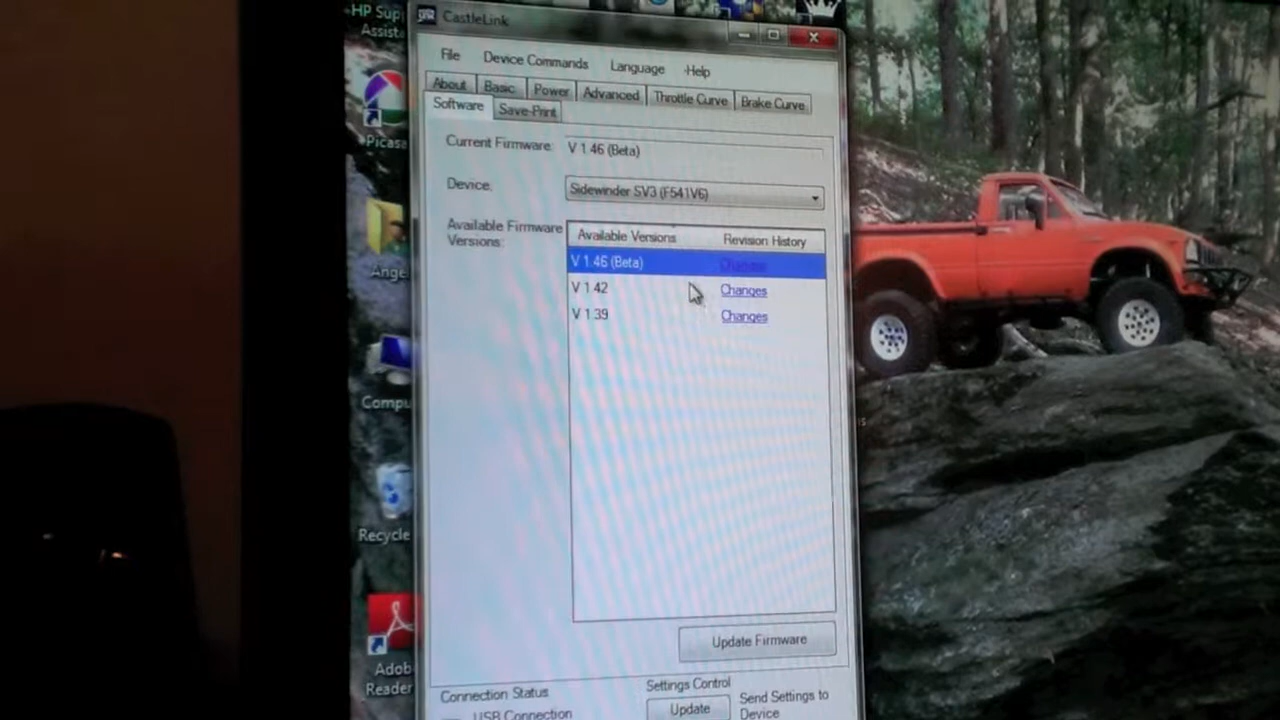 HP Sup
Assista
CastleLink
File Device Commands Language Help
About Basic Power Advanced Throttle Curve Brake Curve
Software Save-Print
Picasa
Current Firmware: V 1.46 (Beta)
Device: Sidewinder SV3 (F541V6)
Available Firmware
Versions:
Available Versions Revision History
V 1.46 (Beta) Changes
V 1.42 Changes
V 1.39 Changes
Ange
Compu
Recycle
Adob
Reader
Update Firmware
Connection Status
USB Connection
Settings Control
Update
Send Settings to
Device